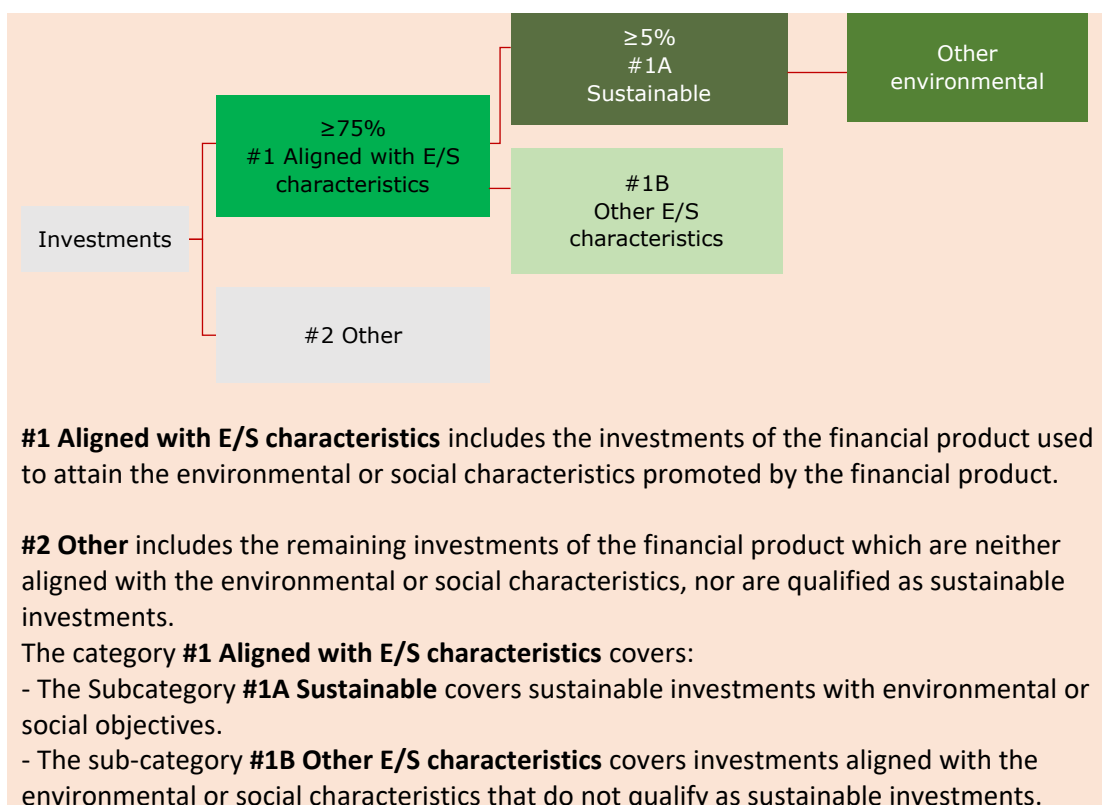 ≥5%
#1A
Sustainable
Other
environmental
≥75%
#1 Aligned with E/S
characteristics
#1B
Other E/S
characteristics
Investments
#2 Other
#1 Aligned with E/S characteristics includes the investments of the financial product used
to attain the environmental or social characteristics promoted by the financial product.
#2 Other includes the remaining investments of the financial product which are neither
aligned with the environmental or social characteristics, nor are qualified as sustainable
investments.
The category #1 Aligned with E/S characteristics covers:
- The Subcategory #1A Sustainable covers sustainable investments with environmental or
social objectives.
- The sub-category #1B Other E/S characteristics covers investments aligned with the
environmental or social characteristics that do not qualify as sustainable investments.